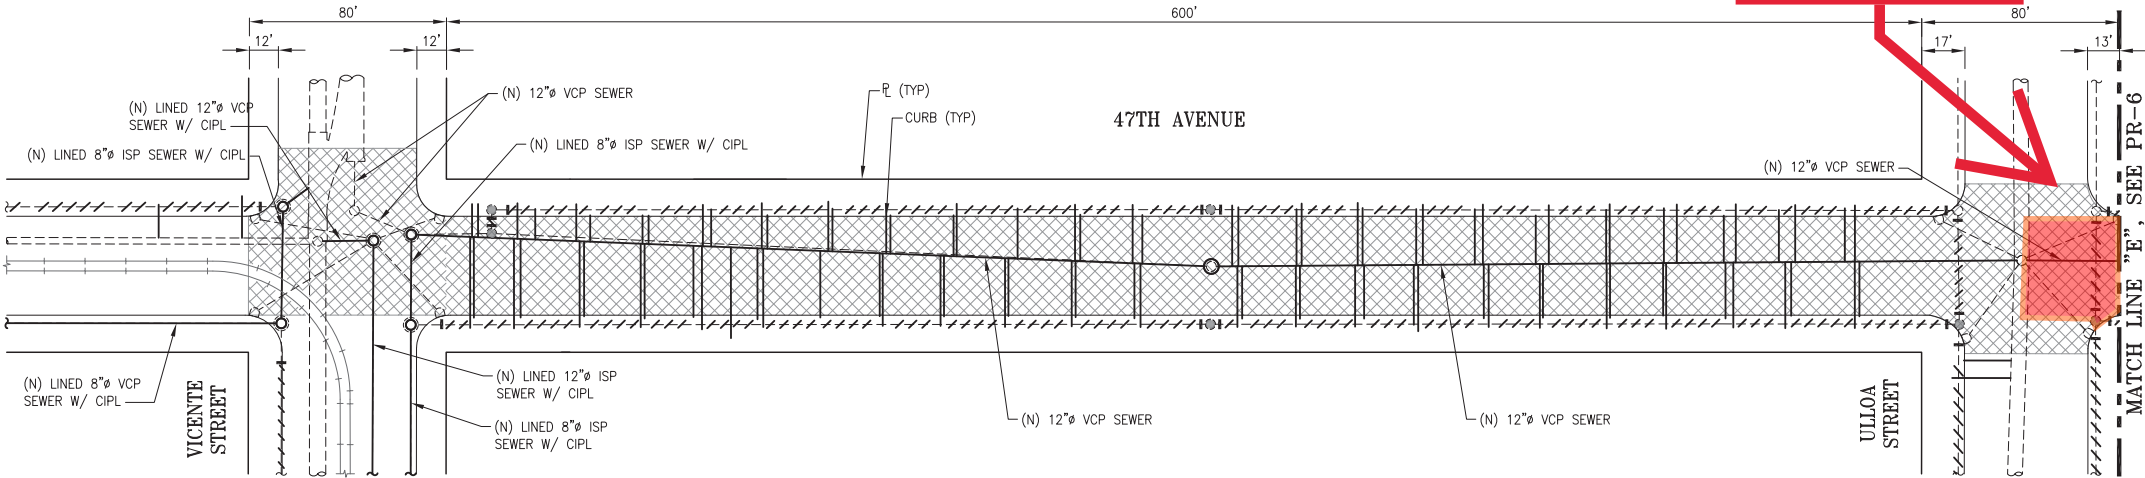 80'
600'
80'
12'
12'
17'
13'
(N) LINED 12"ø VCP
SEWER W/ CIPL
(N) LINED 8"ø ISP SEWER W/ CIPL
(N) 12"ø VCP SEWER
(N) LINED 8"ø ISP SEWER W/ CIPL
PL (TYP)
CURB (TYP)
47TH AVENUE
(N) 12"ø VCP SEWER
MATCH LINE "E", SEE PR-6
(N) LINED 8"ø VCP
SEWER W/ CIPL
VICENTE
STREET
(N) LINED 12"ø ISP
SEWER W/ CIPL
(N) LINED 8"ø ISP
SEWER W/ CIPL
(N) 12"ø VCP SEWER
(N) 12"ø VCP SEWER
ULLOA
STREET